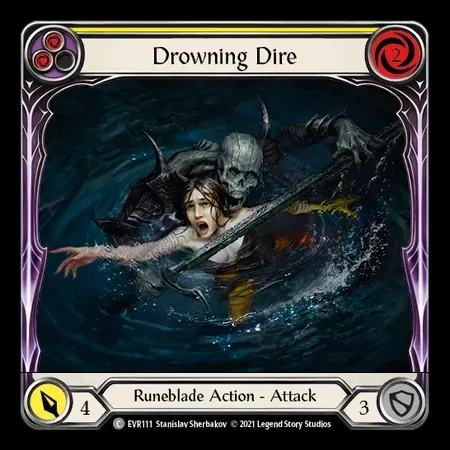 Drowning Dire
2
Runeblade Action - Attack
4
3
C EVR111 Stanislav Sherbakov © 2021 Legend Story Studios